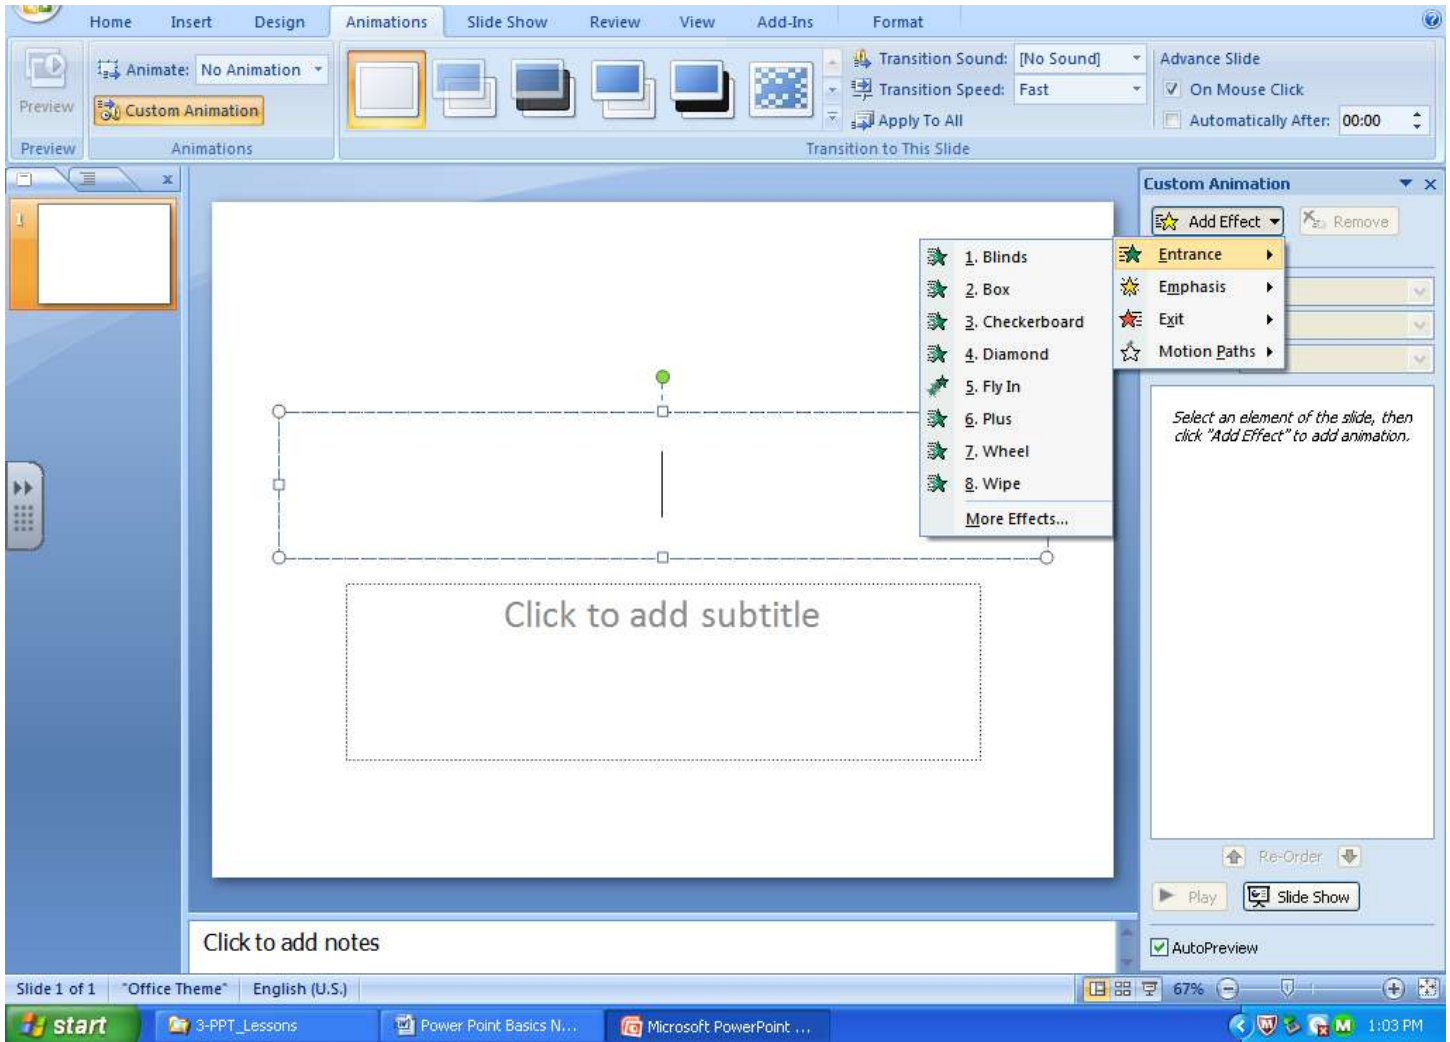 Home Insert Design Animations Slide Show Review View Add-Ins Format
Preview
Animate: No Animation
Custom Animation
Transition Sound: [No Sound]
Transition Speed: Fast
Apply To All
Advance Slide
On Mouse Click
Automatically After: 00:00
Preview Animations Transition to This Slide
1
Custom Animation
Add Effect Remove
Entrance
Emphasis
Exit
Motion Paths
1. Blinds
2. Box
3. Checkerboard
4. Diamond
5. Fly In
6. Plus
7. Wheel
8. Wipe
More Effects...
Select an element of the slide, then
click "Add Effect" to add animation.
Click to add subtitle
Re-Order
Play Slide Show
AutoPreview
Click to add notes
Slide 1 of 1 "Office Theme" English (U.S.) 67%
start 3-PPT_Lessons Power Point Basics N... Microsoft PowerPoint ... 1:03 PM